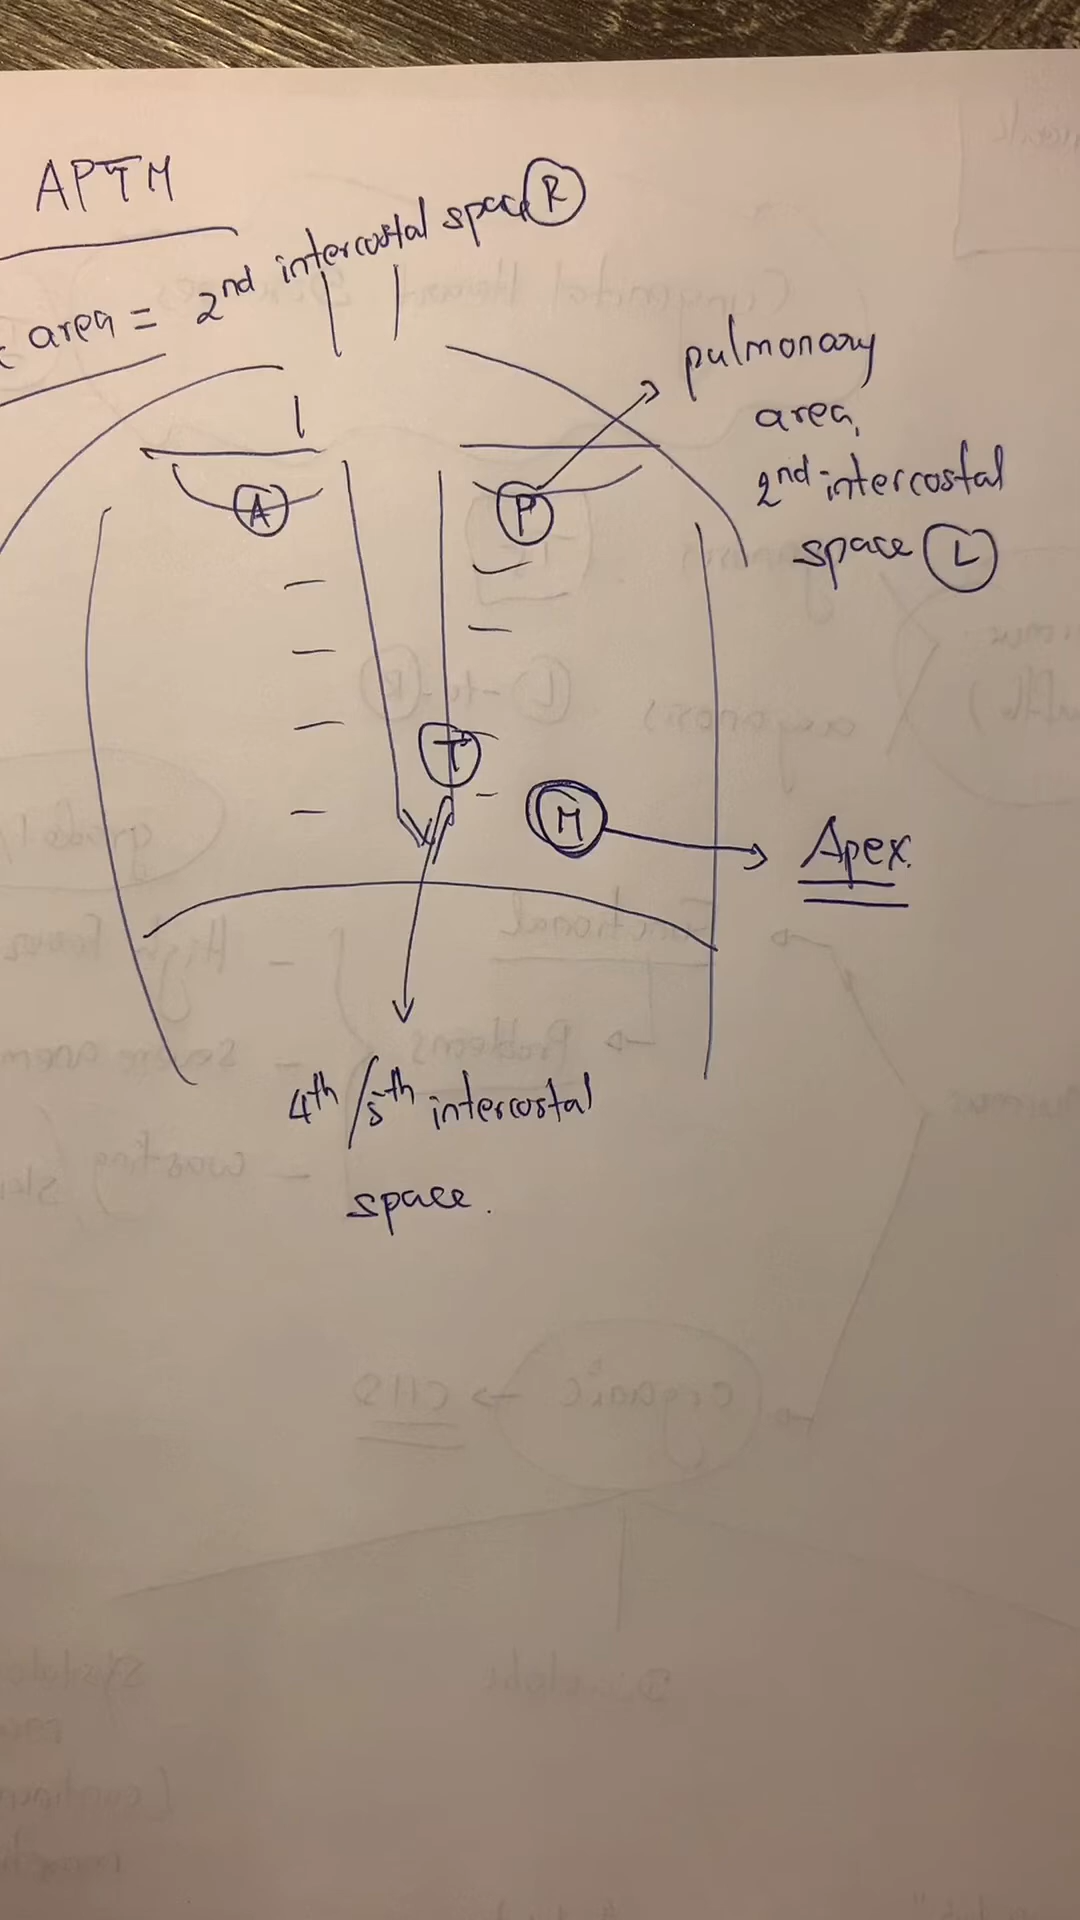 APTM
area = 2nd intercostal space R
pulmonary
area,
2nd intercostal
space L
A
P
T
M
Apex.
4th/5th intercostal
space.